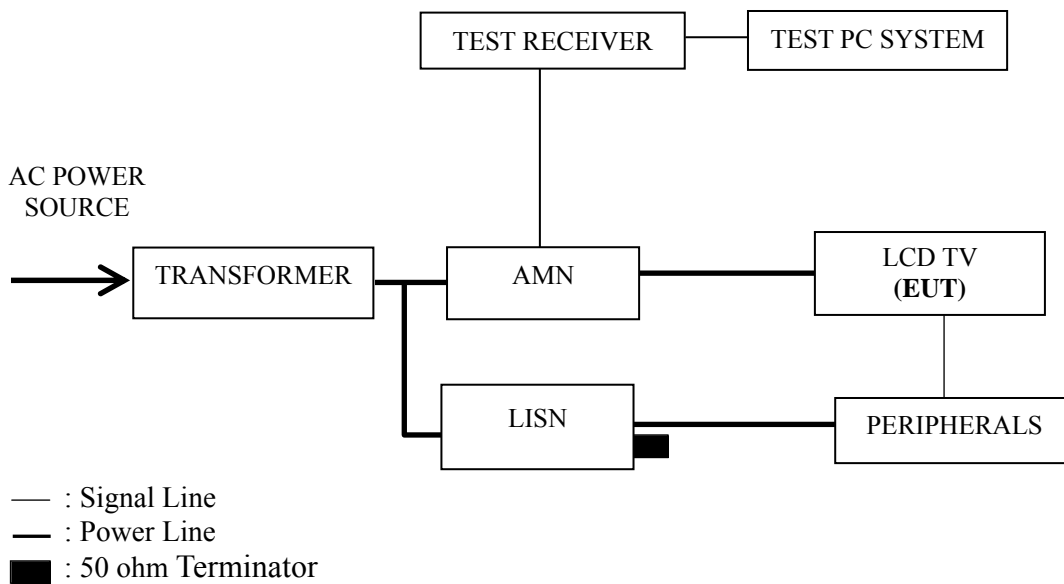 TEST RECEIVER
TEST PC SYSTEM
AC POWER
SOURCE
TRANSFORMER
AMN
LCD TV
(EUT)
LISN
PERIPHERALS
: Signal Line
: Power Line
: 50 ohm Terminator